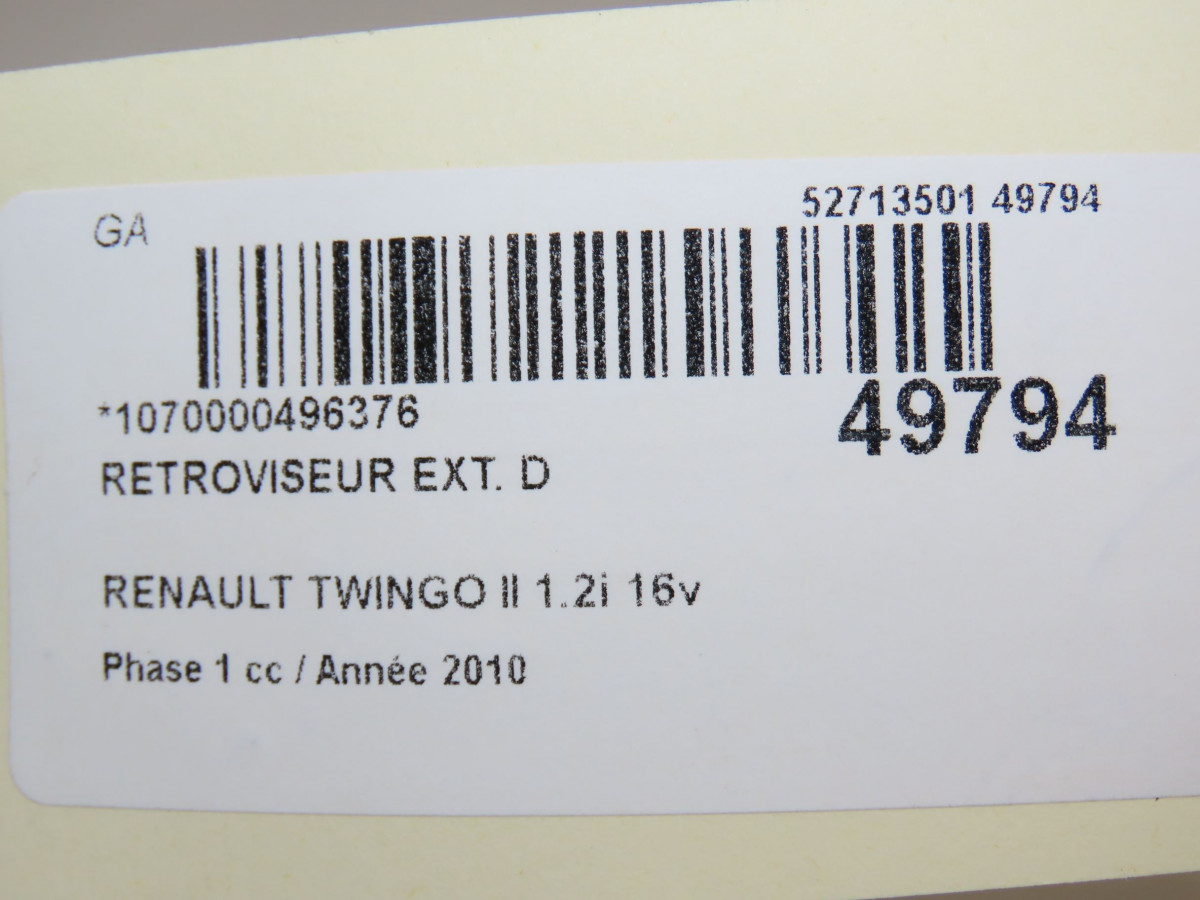 GA
52713501 49794
*1070000496376
49794
RETROVISEUR EXT. D
RENAULT TWINGO II 1.2i 16v
Phase 1 cc / Année 2010